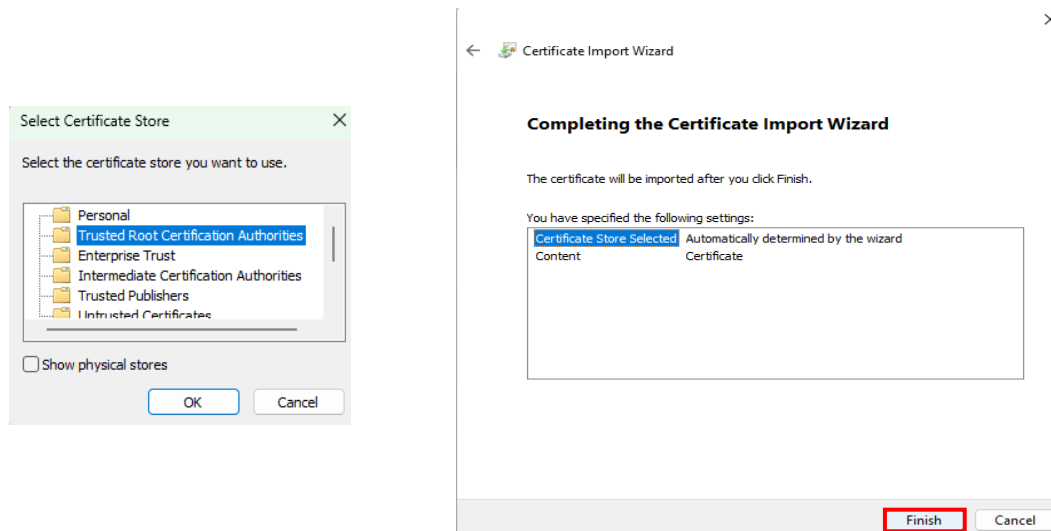 Select Certificate Store
Select the certificate store you want to use.
Personal
Trusted Root Certification Authorities
Enterprise Trust
Intermediate Certification Authorities
Trusted Publishers
Untrusted Certificates
Show physical stores
OK Cancel
Certificate Import Wizard
Completing the Certificate Import Wizard
The certificate will be imported after you click Finish.
You have specified the following settings:
Certificate Store Selected Automatically determined by the wizard
Content Certificate
Finish Cancel